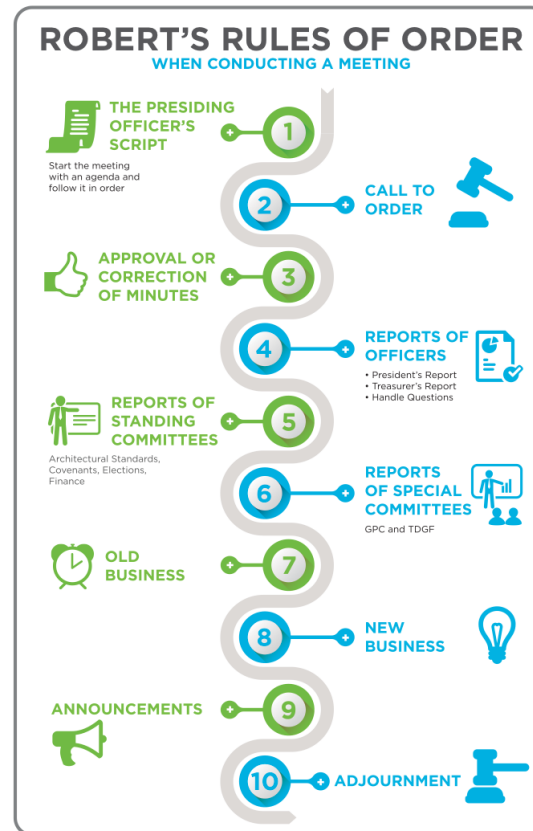 ROBERT'S RULES OF ORDER
WHEN CONDUCTING A MEETING
THE PRESIDING
OFFICER'S
SCRIPT
Start the meeting
with an agenda and
follow it in order
1
2
CALL TO
ORDER
APPROVAL OR
CORRECTION
OF MINUTES
3
4
REPORTS OF
OFFICERS
• President's Report
• Treasurer's Report
• Handle Questions
REPORTS OF
STANDING
COMMITTEES
Architectural Standards,
Covenants, Elections,
Finance
5
6
REPORTS
OF SPECIAL
COMMITTEES
GPC and TDGF
OLD
BUSINESS
7
8
NEW
BUSINESS
ANNOUNCEMENTS
9
10
ADJOURNMENT